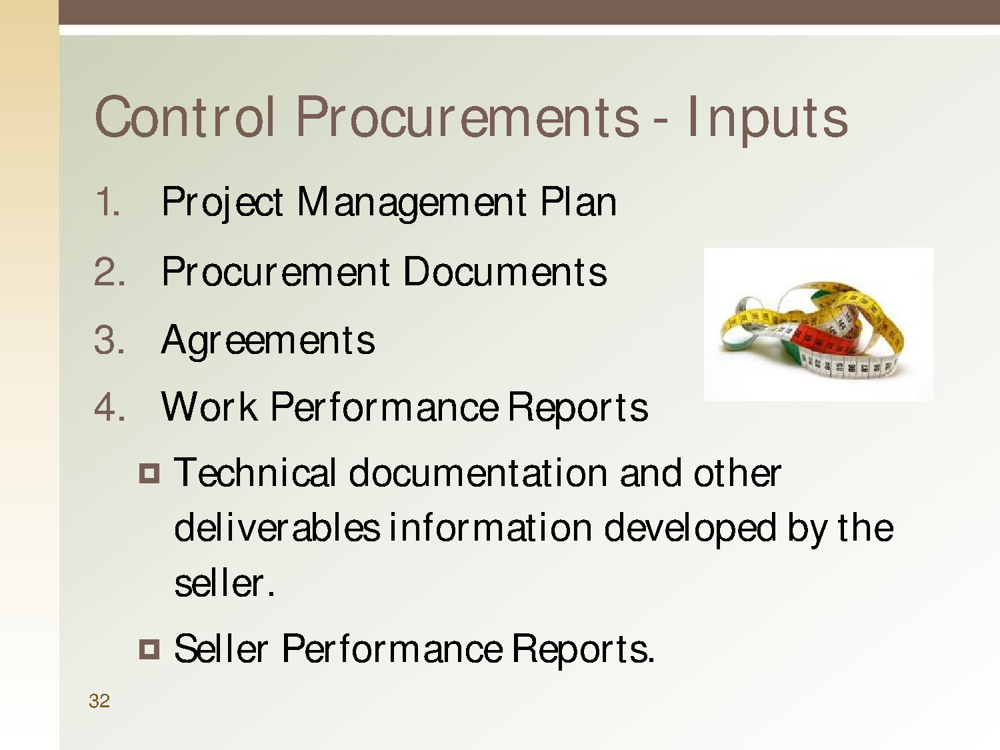 Control Procurements - Inputs
1. Project Management Plan
2. Procurement Documents
3. Agreements
4. Work Performance Reports
Technical documentation and other
deliverables information developed by the
seller.
Seller Performance Reports.
32